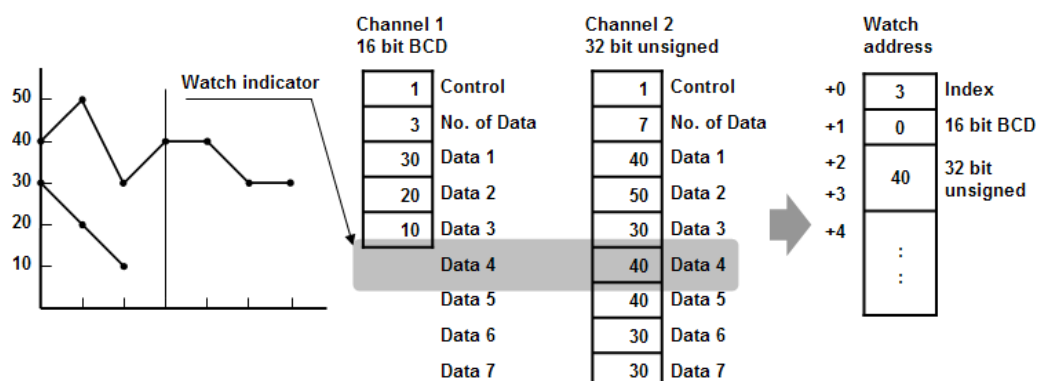 50
40
30
20
10
Watch indicator
Channel 1
16 bit BCD
1 Control
3 No. of Data
30 Data 1
20 Data 2
10 Data 3
Data 4
Data 5
Data 6
Data 7
Channel 2
32 bit unsigned
1 Control
7 No. of Data
40 Data 1
50 Data 2
30 Data 3
40 Data 4
40 Data 5
30 Data 6
30 Data 7
Watch
address
+0 3 Index
+1 0 16 bit BCD
+2
+3
40
32 bit
unsigned
+4
:
: